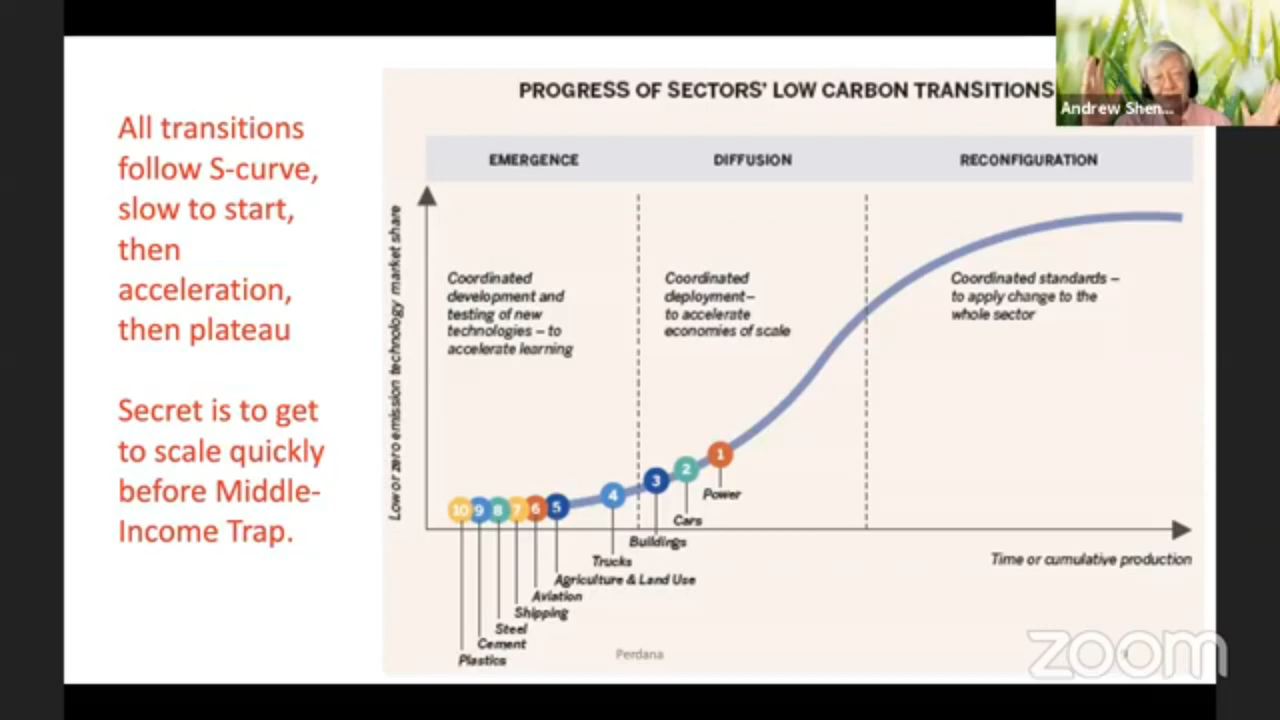 All transitions
follow S-curve,
slow to start,
then
acceleration,
then plateau
Secret is to get
to scale quickly
before Middle-
Income Trap.
PROGRESS OF SECTORS' LOW CARBON TRANSITIONS
Andrew Shen...
EMERGENCE
DIFFUSION
RECONFIGURATION
Low or zero emission technology market share
Coordinated
development and
testing of new
technologies – to
accelerate learning
Coordinated
deployment–
to accelerate
economies of scale
Coordinated standards –
to apply change to the
whole sector
10
9
8
7
6
5
4
3
2
1
Power
Cars
Buildings
Trucks
Agriculture & Land Use
Aviation
Shipping
Steel
Cement
Plastics
Time or cumulative production
Perdana
zoom